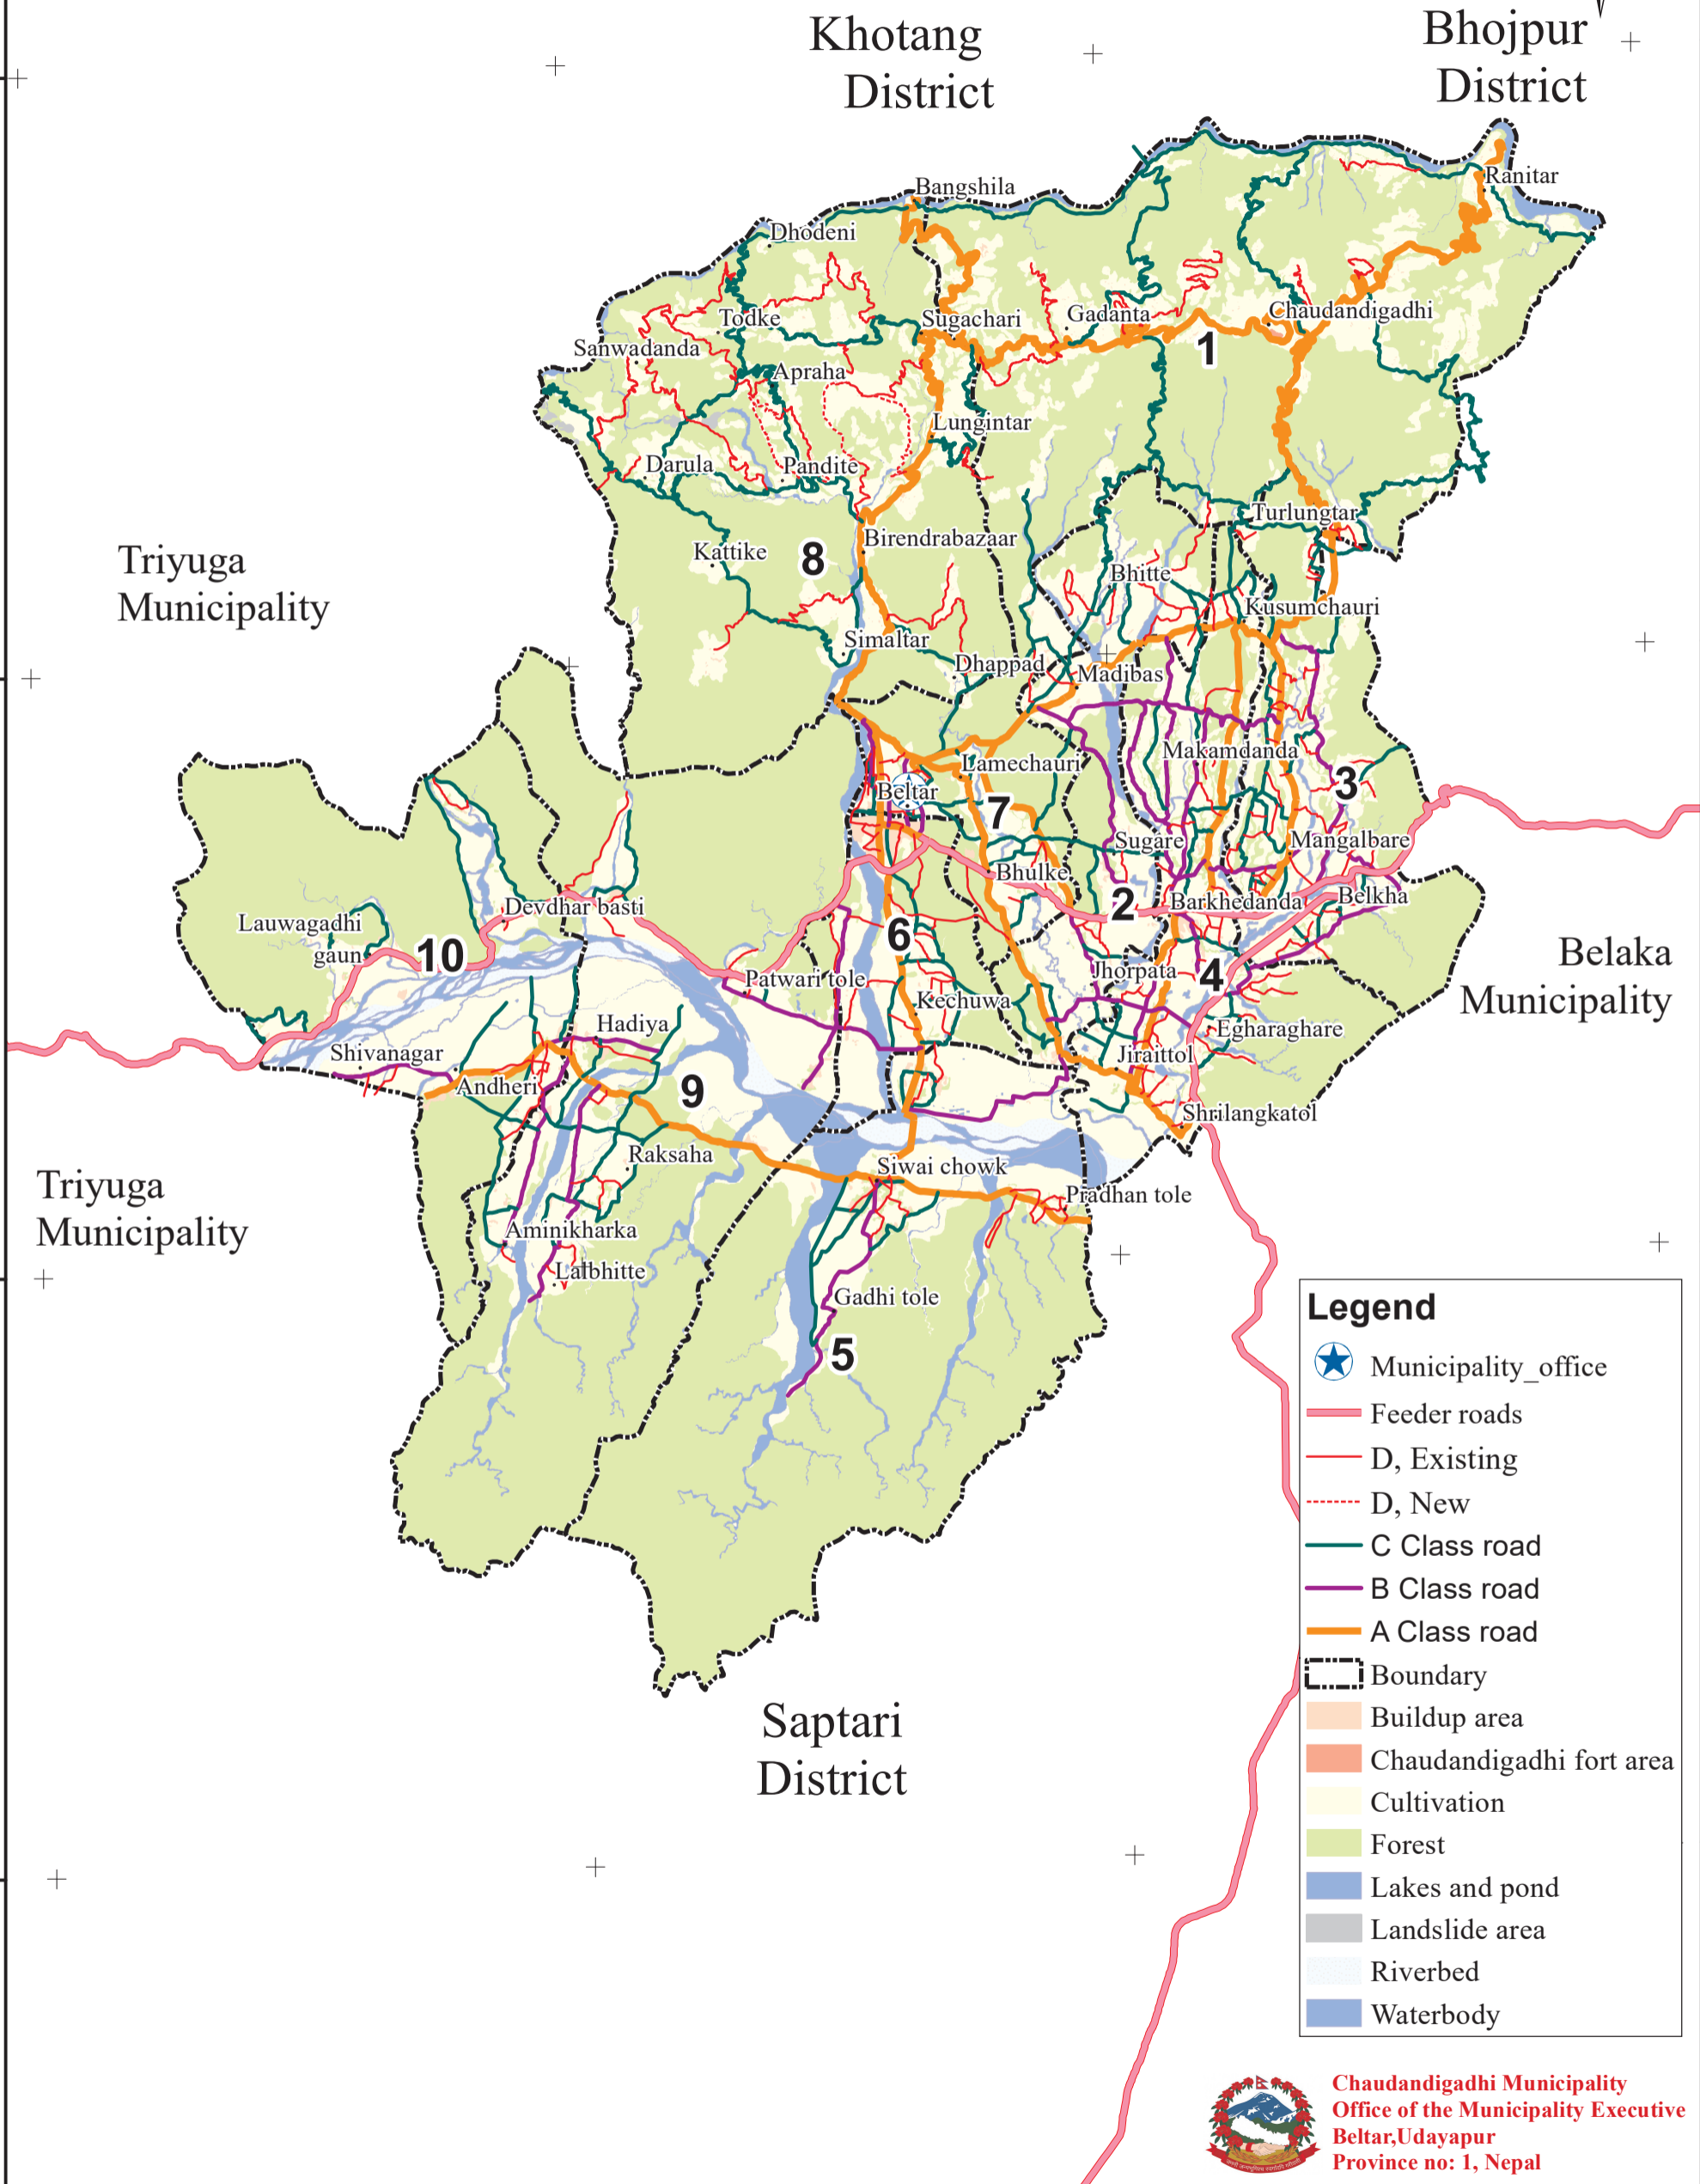 Khotang
District
Bhojpur
District
Bangshila
Ranitar
Dhodeni
Todke
Sugachari
Gadanta
Chaudandigadhi
Sanwadanda
1
Apraha
Lungintar
Darula
Pandite
Turlungtar
Birendrabazaar
Kattike
8
Bhitte
Triyuga
Municipality
Kusumchauri
Simaltar
Dhappad
Madibas
Makamdanda
Lamechauri
3
Beltar
7
Sugare
Mangalbare
Bhulke
Belkha
2
Barkhedanda
Devdhar basti
Lauwagadhi
gaun
10
6
Belaka
Municipality
Patwari tole
Jhorpata
4
Kechuwa
Hadiya
Egharaghare
Shivanagar
Jiraittol
Andheri
9
Shrilangkatol
Raksaha
Siwai chowk
Pradhan tole
Triyuga
Municipality
Aminikharka
Lalbhitte
Gadhi tole
5
Saptari
District
Legend
Municipality_office
Feeder roads
D, Existing
D, New
C Class road
B Class road
A Class road
Boundary
Buildup area
Chaudandigadhi fort area
Cultivation
Forest
Lakes and pond
Landslide area
Riverbed
Waterbody
Chaudandigadhi Municipality
Office of the Municipality Executive
Beltar,Udayapur
Province no: 1, Nepal